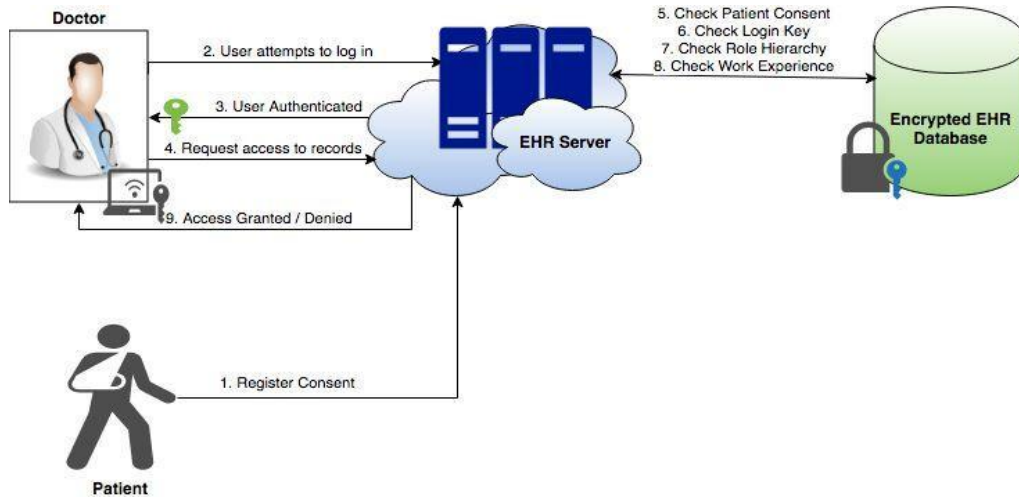 Doctor
2. User attempts to log in
3. User Authenticated
4. Request access to records
9. Access Granted / Denied
EHR Server
5. Check Patient Consent
6. Check Login Key
7. Check Role Hierarchy
8. Check Work Experience
Encrypted EHR
Database
1. Register Consent
Patient